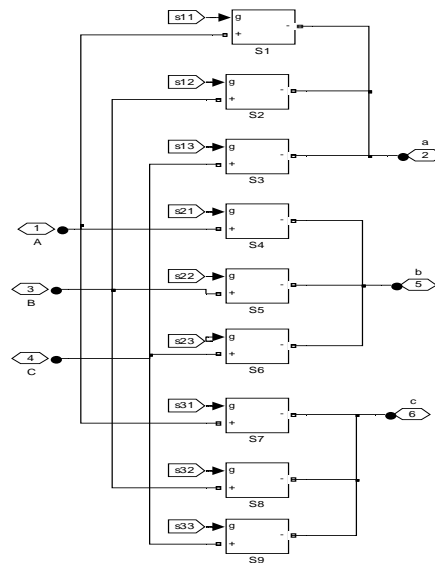 s11 g -
+
S1
s12 g -
+
S2
a
s13 g -
2
+
S3
s21 g -
1
+
A
S4
b
s22 g -
5
3
+
B
S5
s23 g -
4
+
C
S6
c
s31 g -
6
+
S7
s32 g -
+
S8
s33 g -
+
S9